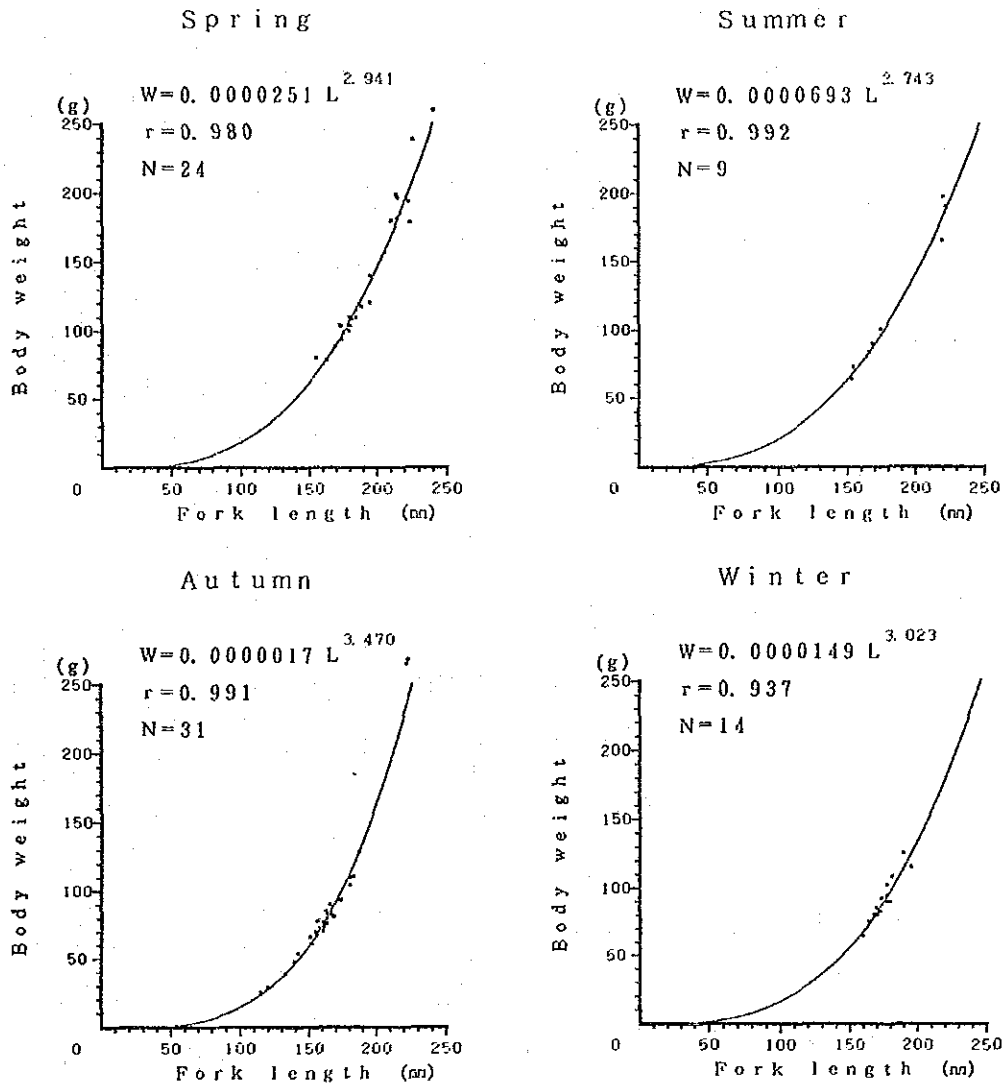 Spring
W=0.0000251 L^2.941
(g)
r=0.980
N=24
250
200
150
100
50
0
Body weight
50 100 150 200 250
Fork length (mm)
Summer
W=0.0000693 L^2.743
(g)
r=0.992
N=9
250
200
150
100
50
0
Body weight
50 100 150 200 250
Fork length (mm)
Autumn
W=0.0000017 L^3.470
(g)
r=0.991
N=31
250
200
150
100
50
0
Body weight
50 100 150 200 250
Fork length (mm)
Winter
W=0.0000149 L^3.023
(g)
r=0.937
N=14
250
200
150
100
50
0
Body weight
50 100 150 200 250
Fork length (mm)